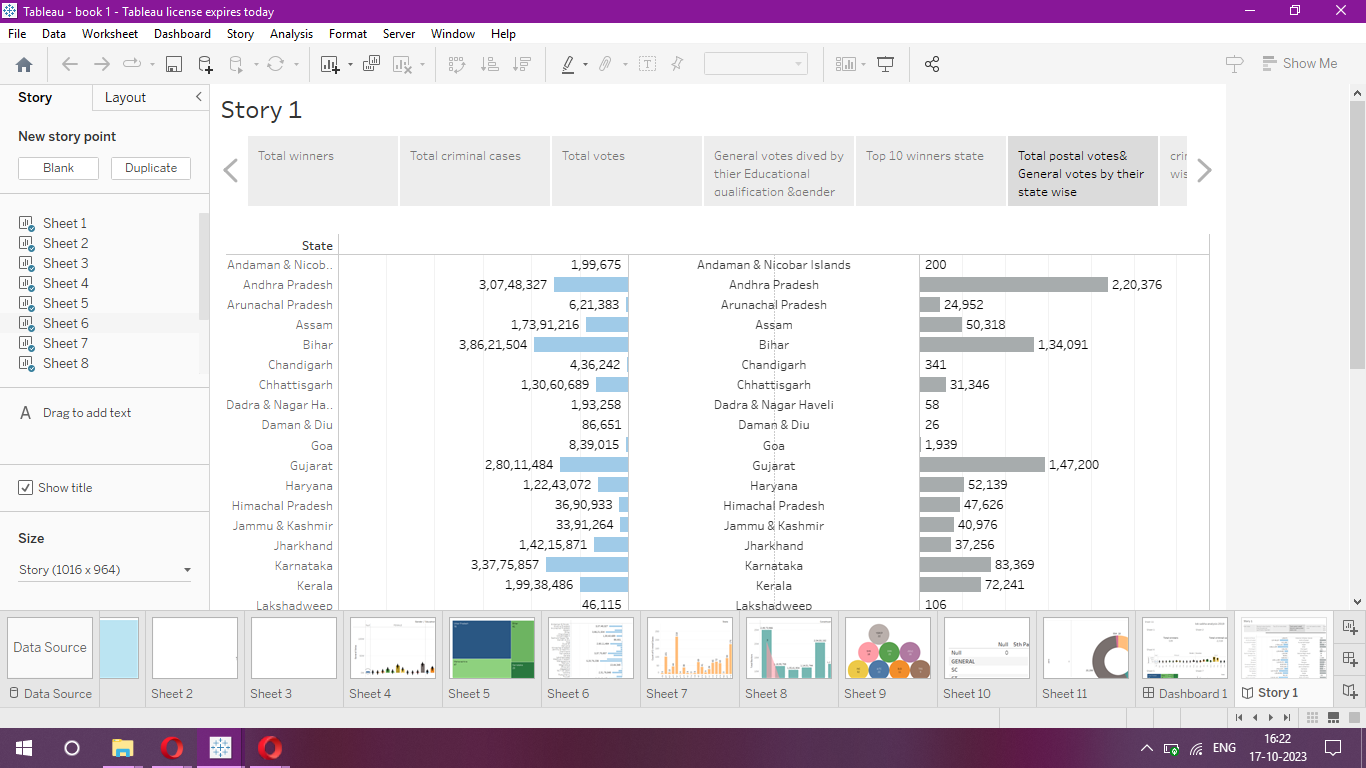 Tableau - book 1 - Tableau license expires today
File Data Worksheet Dashboard Story Analysis Format Server Window Help
Show Me
Story Layout
New story point
Blank Duplicate
Sheet 1
Sheet 2
Sheet 3
Sheet 4
Sheet 5
Sheet 6
Sheet 7
Sheet 8
A Drag to add text
Show title
Size
Story (1016 x 964)
Story 1
Total winners
Total criminal cases
Total votes
General votes dived by
thier Educational
qualification &gender
Top 10 winners state
Total postal votes&
General votes by their
state wise
State
Andaman & Nicob.. 1,99,675 Andaman & Nicobar Islands 200
Andhra Pradesh 3,07,48,327 Andhra Pradesh 2,20,376
Arunachal Pradesh 6,21,383 Arunachal Pradesh 24,952
Assam 1,73,91,216 Assam 50,318
Bihar 3,86,21,504 Bihar 1,34,091
Chandigarh 4,36,242 Chandigarh 341
Chhattisgarh 1,30,60,689 Chhattisgarh 31,346
Dadra & Nagar Ha.. 1,93,258 Dadra & Nagar Haveli 58
Daman & Diu 86,651 Daman & Diu 26
Goa 8,39,015 Goa 1,939
Gujarat 2,80,11,484 Gujarat 1,47,200
Haryana 1,22,43,072 Haryana 52,139
Himachal Pradesh 36,90,933 Himachal Pradesh 47,626
Jammu & Kashmir 33,91,264 Jammu & Kashmir 40,976
Jharkhand 1,42,15,871 Jharkhand 37,256
Karnataka 3,37,75,857 Karnataka 83,369
Kerala 1,99,38,486 Kerala 72,241
Lakshadweep 46,115 Lakshadweep 106
Data Source
Null 5th Pa
Null 0
GENERAL
SC
Data Source Sheet 2 Sheet 3 Sheet 4 Sheet 5 Sheet 6 Sheet 7 Sheet 8 Sheet 9 Sheet 10 Sheet 11 Dashboard 1 Story 1
ENG
16:22
17-10-2023